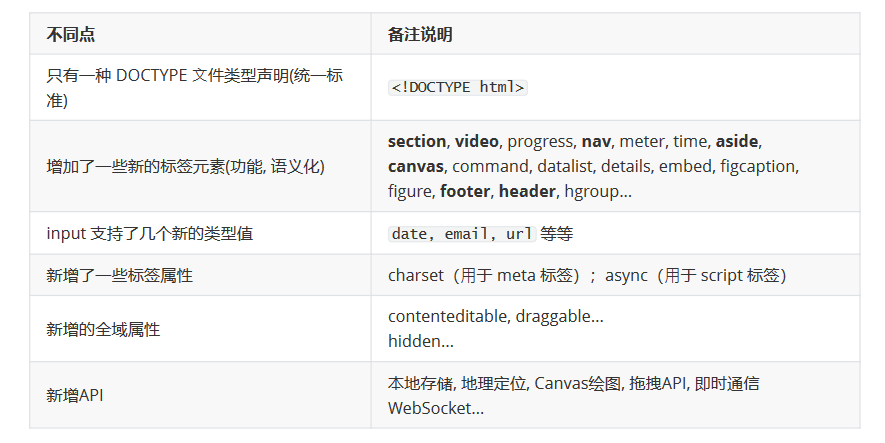 不同点
备注说明
只有一种 DOCTYPE 文件类型声明(统一标
准)
<!DOCTYPE html>
增加了一些新的标签元素(功能, 语义化)
section, video, progress, nav, meter, time, aside,
canvas, command, datalist, details, embed, figcaption,
figure, footer, header, hgroup...
input 支持了几个新的类型值
date, email, url 等等
新增了一些标签属性
charset（用于 meta 标签）；async（用于 script 标签）
新增的全域属性
contenteditable, draggable...
hidden...
新增API
本地存储, 地理定位, Canvas绘图, 拖拽API, 即时通信
WebSocket...